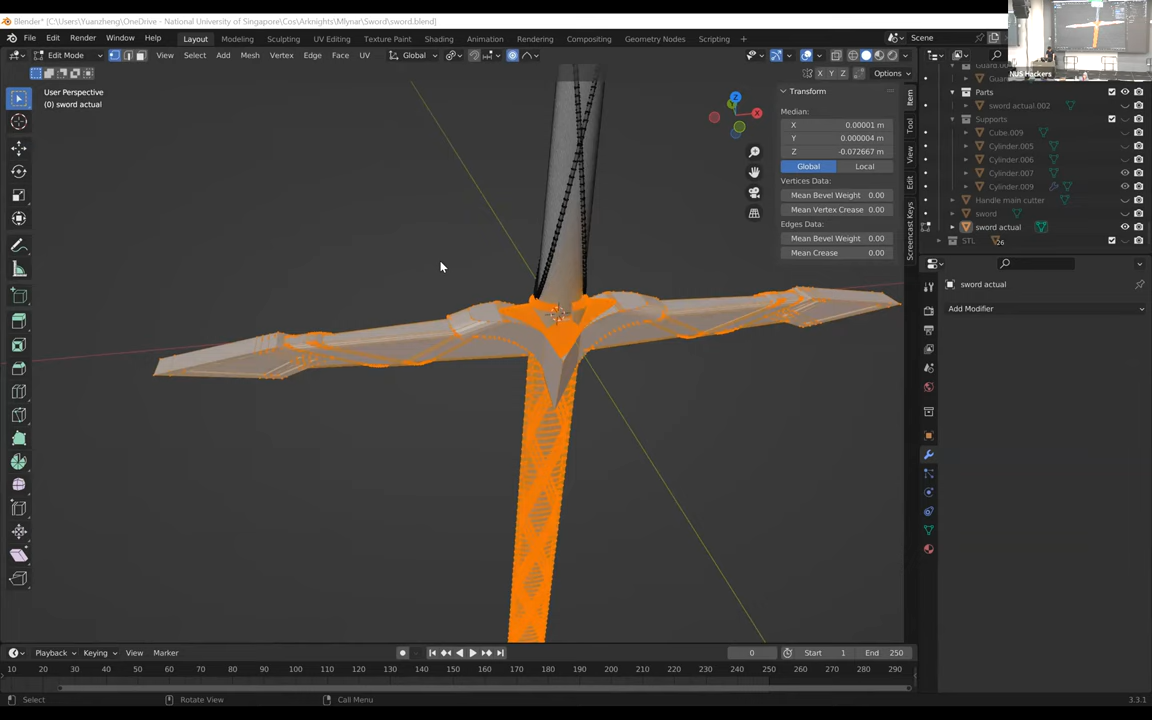 Blender* [C:\Users\Yuanzheng\OneDrive - National University of Singapore\Cos\Arknights\Mlynar\Sword\sword.blend]
File Edit Render Window Help Layout Modeling Sculpting UV Editing Texture Paint Shading Animation Rendering Compositing Geometry Nodes Scripting + Scene
Edit Mode View Select Add Mesh Vertex Edge Face UV Global
X Y Z Options
User Perspective
(0) sword actual
NUS Hackers
Transform
Median:
X 0.00001 m
Y 0.000004 m
Z -0.072667 m
Global Local
Vertices Data:
Mean Bevel Weight 0.00
Mean Vertex Crease 0.00
Edges Data:
Mean Bevel Weight 0.00
Mean Crease 0.00
Item
Tool
View
Edit
Screencast Keys
Parts
sword actual.002
Supports
Cube.009
Cylinder.005
Cylinder.006
Cylinder.007
Cylinder.009
Handle main cutter
sword
sword actual
STL 26
sword actual
Add Modifier
Playback Keying View Marker 0 Start 1 End 250
10 20 30 40 50 60 70 80 90 100 110 120 130 140 150 160 170 180 190 200 210 220 230 240 250 260 270 280 290
Select Rotate View Call Menu 3.3.1